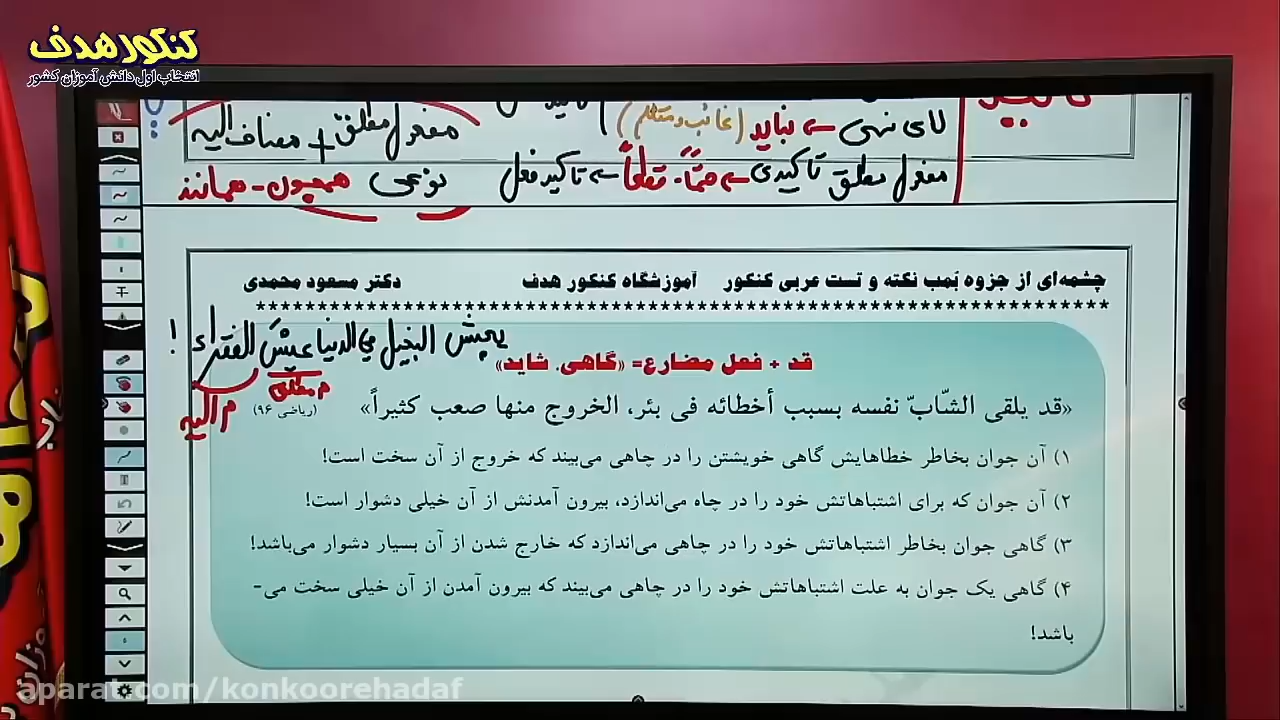 کنکور هدف
انتخاب اول دانش آموزان کشور
لای نهی ← نباید (غائب و متکلم)
مفعول مطلق + مضاف الیه
مفعول مطلق تاکیدی ← حتماً - قطعاً ← تاکید فعل
نوعی همچون - همانند
چشمه‌ای از جزوه بَمب نکته و تست عربی کنکور آموزشگاه کنکور هدف دکتر مسعود محمدی
یعیش البخیل في الدنیا عیشَ الفقراء !
م مطلق
م الیه
قد + فعل مضارع= «گاهی، شاید»
«قد یلقی الشّابّ نفسه بسبب أخطائه فی بئر، الخروج منها صعب کثیراً» (ریاضی ۹۶)
۱) آن جوان بخاطر خطاهایش گاهی خویشتن را در چاهی می‌بیند که خروج از آن سخت است!
۲) آن جوان که برای اشتباهاتش خود را در چاه می‌اندازد، بیرون آمدنش از آن خیلی دشوار است!
۳) گاهی جوان بخاطر اشتباهاتش خود را در چاهی می‌اندازد که خارج شدن از آن بسیار دشوار می‌باشد!
۴) گاهی یک جوان به علت اشتباهاتش خود را در چاهی می‌بیند که بیرون آمدن از آن خیلی سخت می-
باشد!
aparat.com/konkoorehadaf